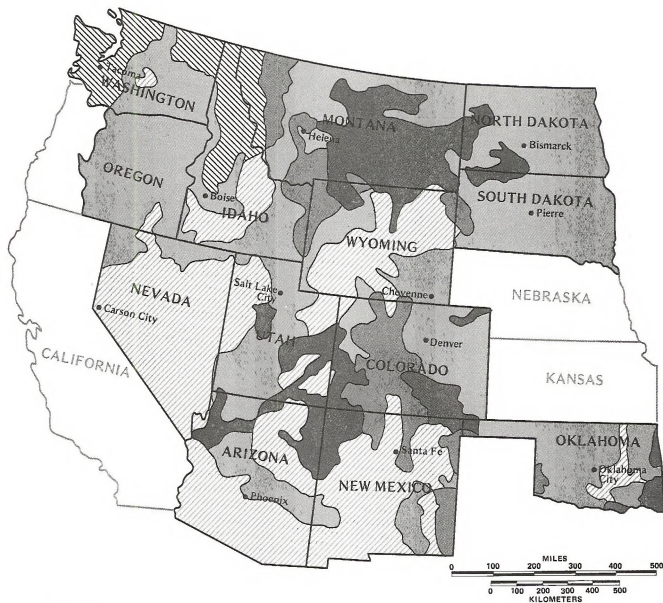 Tacoma
WASHINGTON
MONTANA
Helena
NORTH DAKOTA
Bismarck
OREGON
Boise
IDAHO
SOUTH DAKOTA
Pierre
WYOMING
NEVADA
Salt Lake
City
Cheyenne
NEBRASKA
Carson City
UTAH
Denver
CALIFORNIA
COLORADO
KANSAS
ARIZONA
Santa Fe
OKLAHOMA
Oklahoma
City
NEW MEXICO
Phoenix
MILES
0 100 200 300 400 500
0 100 200 300 400 500
KILOMETERS